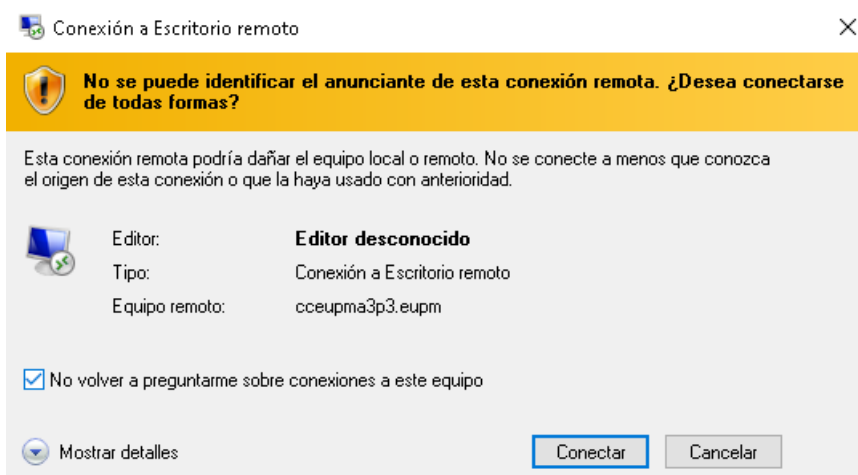 Conexión a Escritorio remoto
No se puede identificar el anunciante de esta conexión remota. ¿Desea conectarse
de todas formas?
Esta conexión remota podría dañar el equipo local o remoto. No se conecte a menos que conozca
el origen de esta conexión o que la haya usado con anterioridad.
Editor: Editor desconocido
Tipo: Conexión a Escritorio remoto
Equipo remoto: cceupma3p3.eupm
No volver a preguntarme sobre conexiones a este equipo
Mostrar detalles Conectar Cancelar